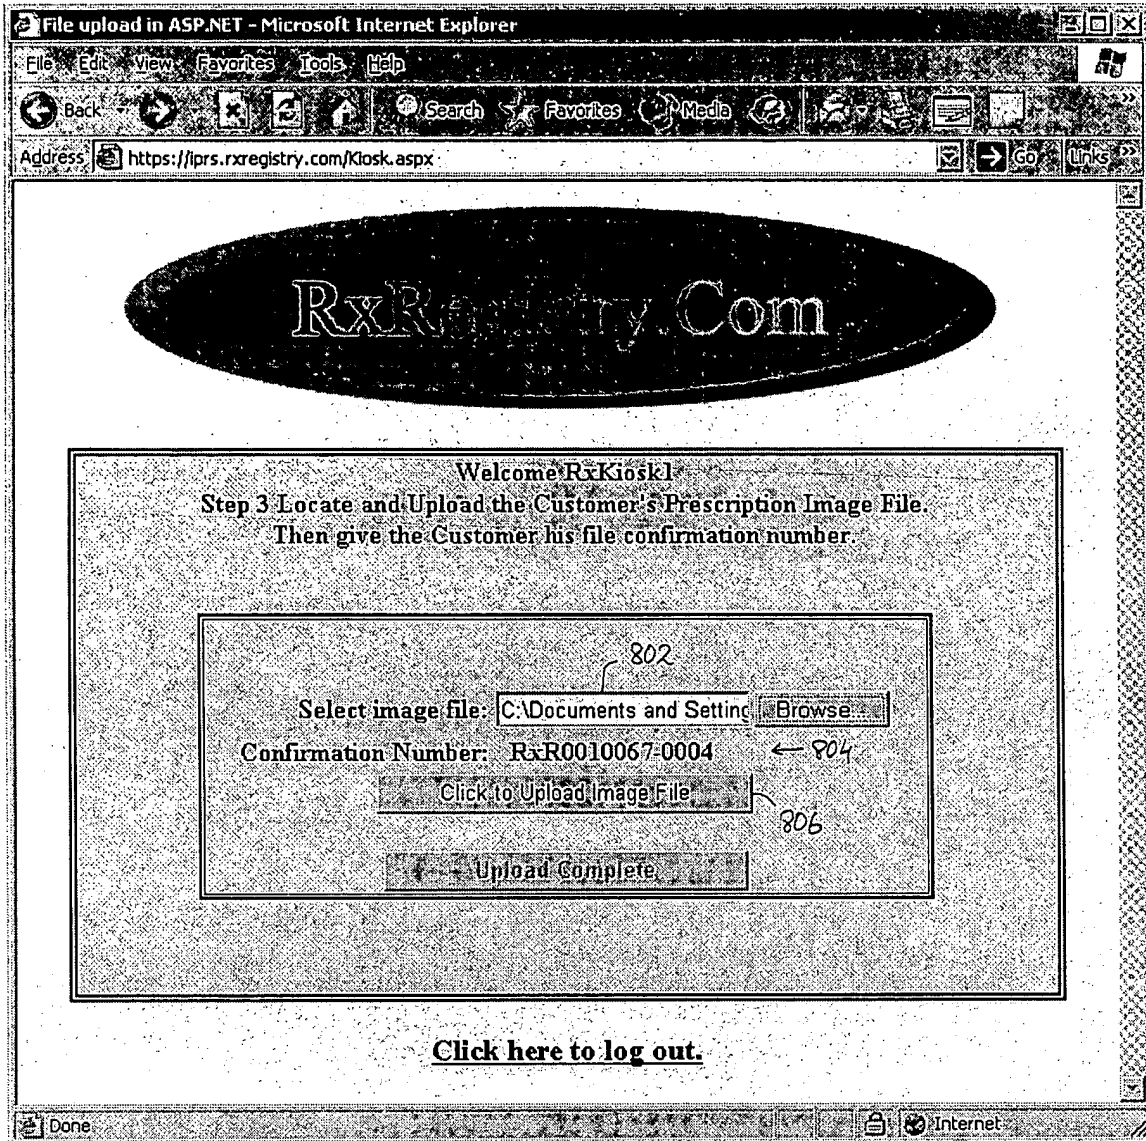 File upload in ASP.NET - Microsoft Internet Explorer
File Edit View Favorites Tools Help
Back Search Favorites Media
Address https://iprs.rxregistry.com/Kiosk.aspx Go Links
RxRegistry.Com
Welcome RxKiosk1
Step 3 Locate and Upload the Customer's Prescription Image File.
Then give the Customer his file confirmation number.
802
Select image file: C:\Documents and Setting Browse...
Confirmation Number: RxR0010067-0004 ← 804
Click to Upload Image File
806
Upload Complete
Click here to log out.
Done Internet